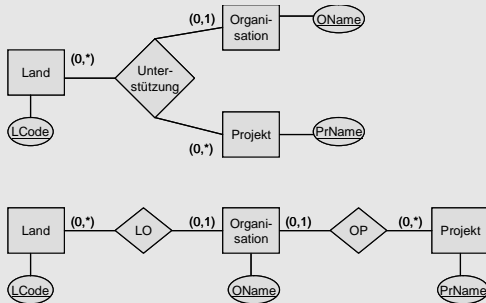 Organi-
sation
OName
(0,1)
(0,*)
Land
Unter-
stützung
LCode
(0,*)
Projekt
PrName
Land
(0,*)
LO
(0,1)
Organi-
sation
(0,1)
OP
(0,*)
Projekt
LCode
OName
PrName